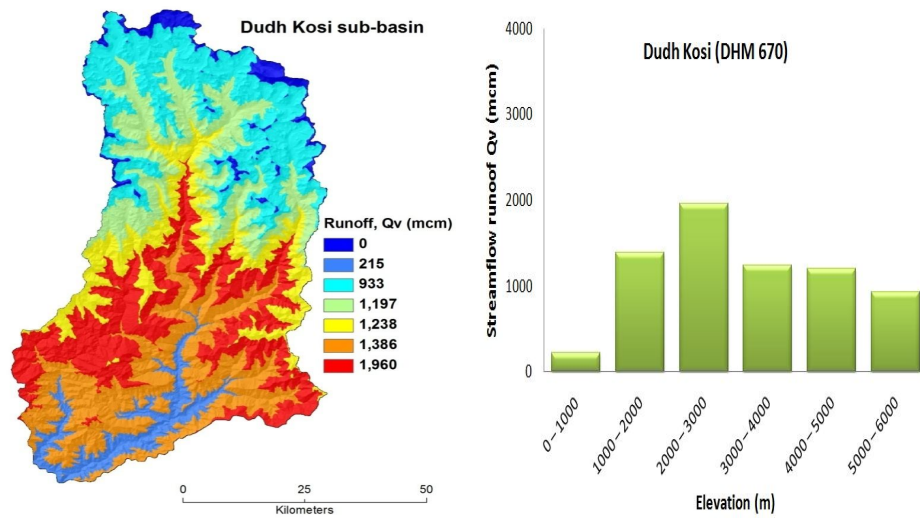 Dudh Kosi sub-basin
Runoff, Qv (mcm)
0
215
933
1,197
1,238
1,386
1,960
0
25
50
Kilometers
Dudh Kosi (DHM 670)
Streamflow runoof Qv (mcm)
4000
3000
2000
1000
0
0 – 1000
1000 – 2000
2000 – 3000
3000 – 4000
4000 – 5000
5000 – 6000
Elevation (m)